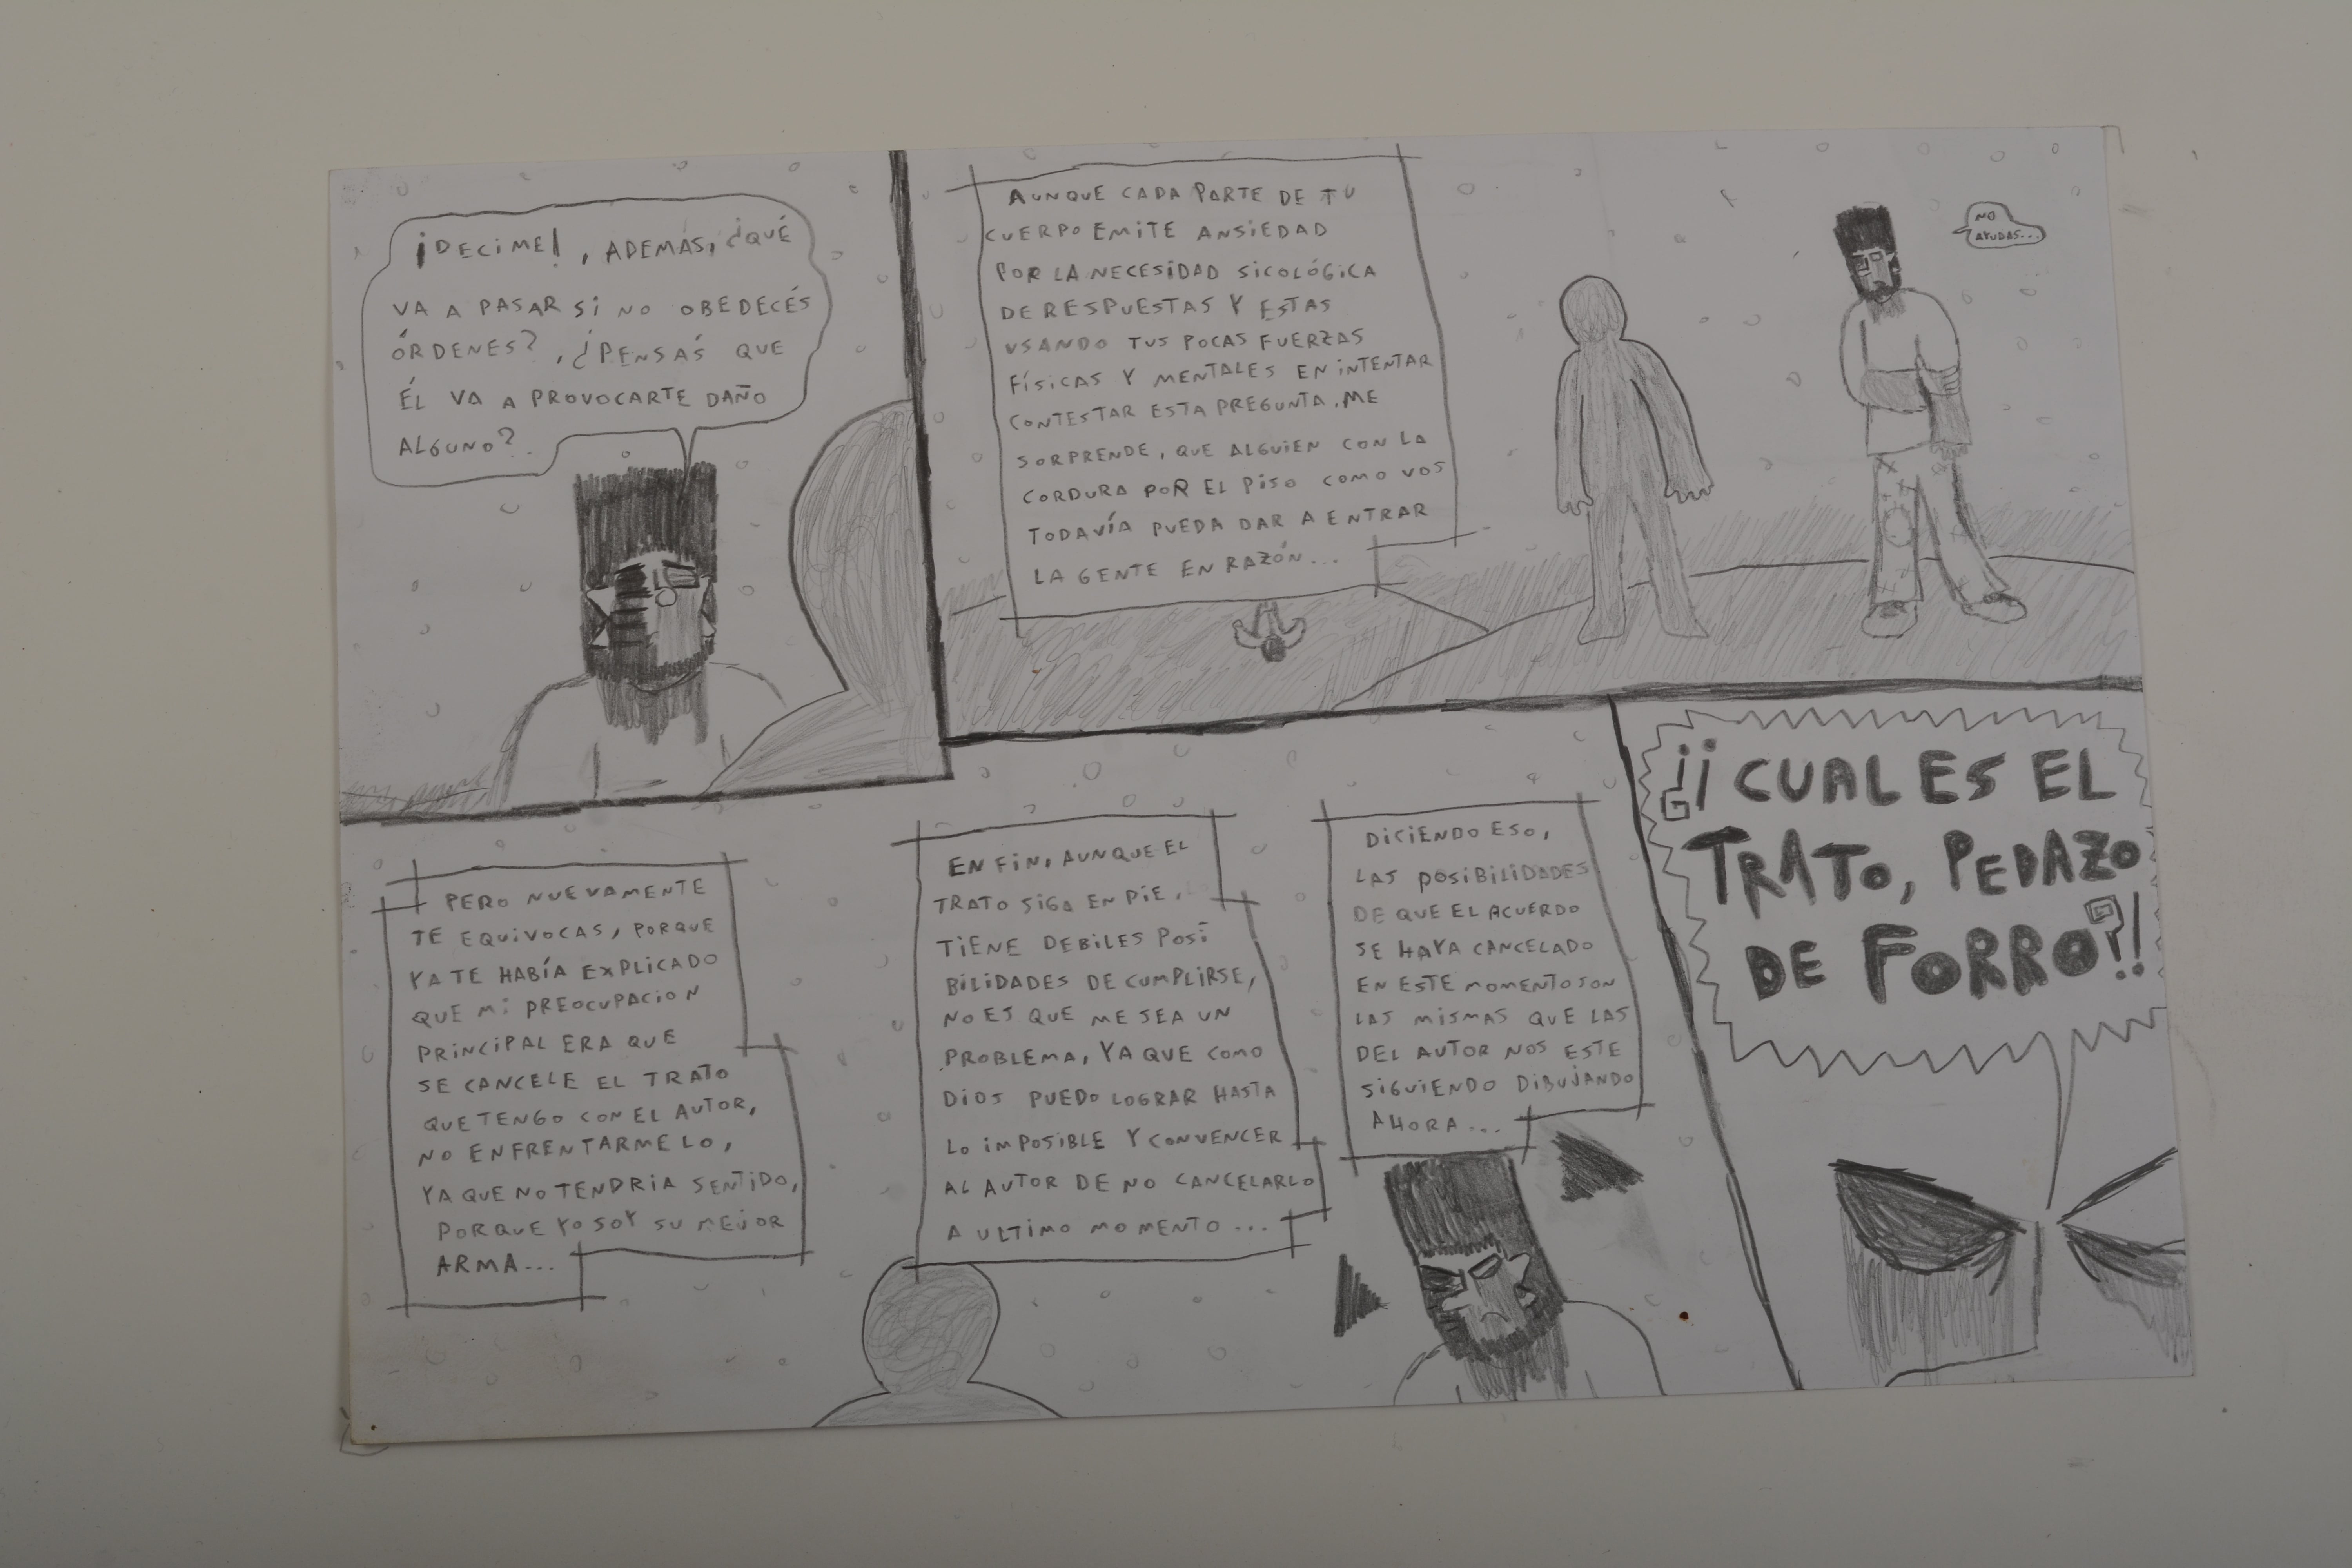 ¡DECIME!, ADEMÁS, ¿QUÉ
VA A PASAR SI NO OBEDECÉS
ÓRDENES?, ¿PENSÁS QUE
ÉL VA A PROVOCARTE DAÑO
ALGUNO?
AUNQUE CADA PARTE DE TU
CUERPO EMITE ANSIEDAD
POR LA NECESIDAD SICOLÓGICA
DE RESPUESTAS Y ESTAS
USANDO TUS POCAS FUERZAS
FÍSICAS Y MENTALES EN INTENTAR
CONTESTAR ESTA PREGUNTA. ME
SORPRENDE, QUE ALGUIEN CON LA
CORDURA POR EL PISO COMO VOS
TODAVÍA PUEDA DAR A ENTRAR
LA GENTE EN RAZÓN...
NO
AYUDAS...
PERO NUEVAMENTE
TE EQUIVOCAS, PORQUE
YA TE HABÍA EXPLICADO
QUE MI PREOCUPACION
PRINCIPAL ERA QUE
SE CANCELE EL TRATO
QUE TENGO CON EL AUTOR,
NO ENFRENTARMELO,
YA QUE NO TENDRIA SENTIDO,
PORQUE YO SOY SU MEJOR
ARMA...
EN FIN, AUNQUE EL
TRATO SIGA EN PIE,
TIENE DEBILES POSI
BILIDADES DE CUMPLIRSE,
NO ES QUE ME SEA UN
PROBLEMA, YA QUE COMO
DIOS PUEDO LOGRAR HASTA
LO IMPOSIBLE Y CONVENCER
AL AUTOR DE NO CANCELARLO
A ULTIMO MOMENTO...
DICIENDO ESO,
LAS POSIBILIDADES
DE QUE EL ACUERDO
SE HAYA CANCELADO
EN ESTE MOMENTO SON
LAS MISMAS QUE LAS
DEL AUTOR NOS ESTE
SIGUIENDO DIBUJANDO
AHORA...
¿¡¡CUAL ES EL
TRATO, PEDAZO
DE FORRO?!!